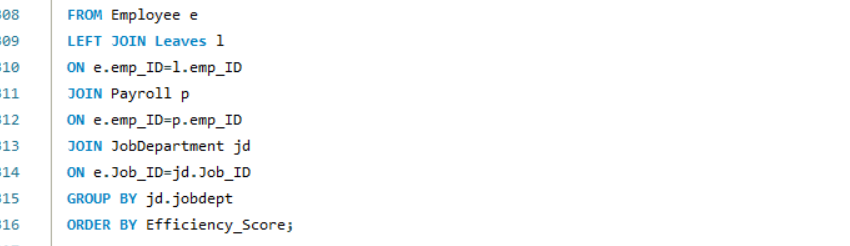 308 FROM Employee e
309 LEFT JOIN Leaves l
310 ON e.emp_ID=l.emp_ID
311 JOIN Payroll p
312 ON e.emp_ID=p.emp_ID
313 JOIN JobDepartment jd
314 ON e.Job_ID=jd.Job_ID
315 GROUP BY jd.jobdept
316 ORDER BY Efficiency_Score;